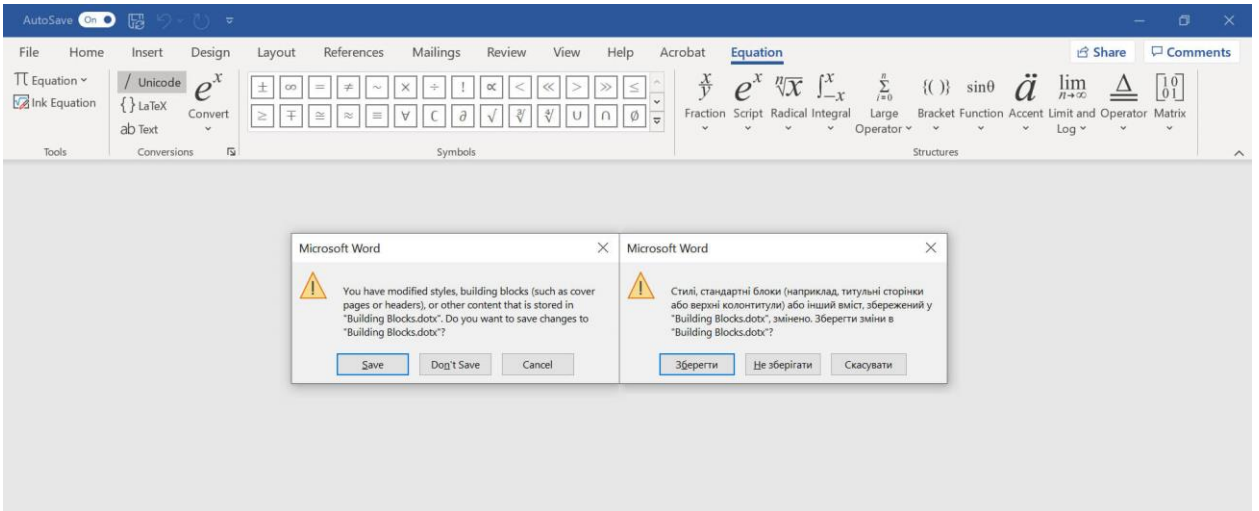 AutoSave On
File Home Insert Design Layout References Mailings Review View Help Acrobat Equation Share Comments
Equation
Ink Equation
Tools
Unicode
LaTeX
ab Text
Convert
Conversions
± ∞ = ≠ ~ × ÷ ! ∝ < ≪ > ≫ ≤
≥ ∓ ≅ ≈ ≡ ∀ ∁ ∂ √ ∛ ∜ ∪ ∩ ∅
Symbols
Fraction Script Radical Integral Large Operator Bracket Function Accent Limit and Log Operator Matrix
Structures
Microsoft Word
You have modified styles, building blocks (such as cover
pages or headers), or other content that is stored in
"Building Blocks.dotx". Do you want to save changes to
"Building Blocks.dotx"?
Save Don't Save Cancel
Microsoft Word
Стилі, стандартні блоки (наприклад, титульні сторінки
або верхні колонтитули) або інший вміст, збережений у
"Building Blocks.dotx", змінено. Зберегти зміни в
"Building Blocks.dotx"?
Зберегти Не зберігати Скасувати